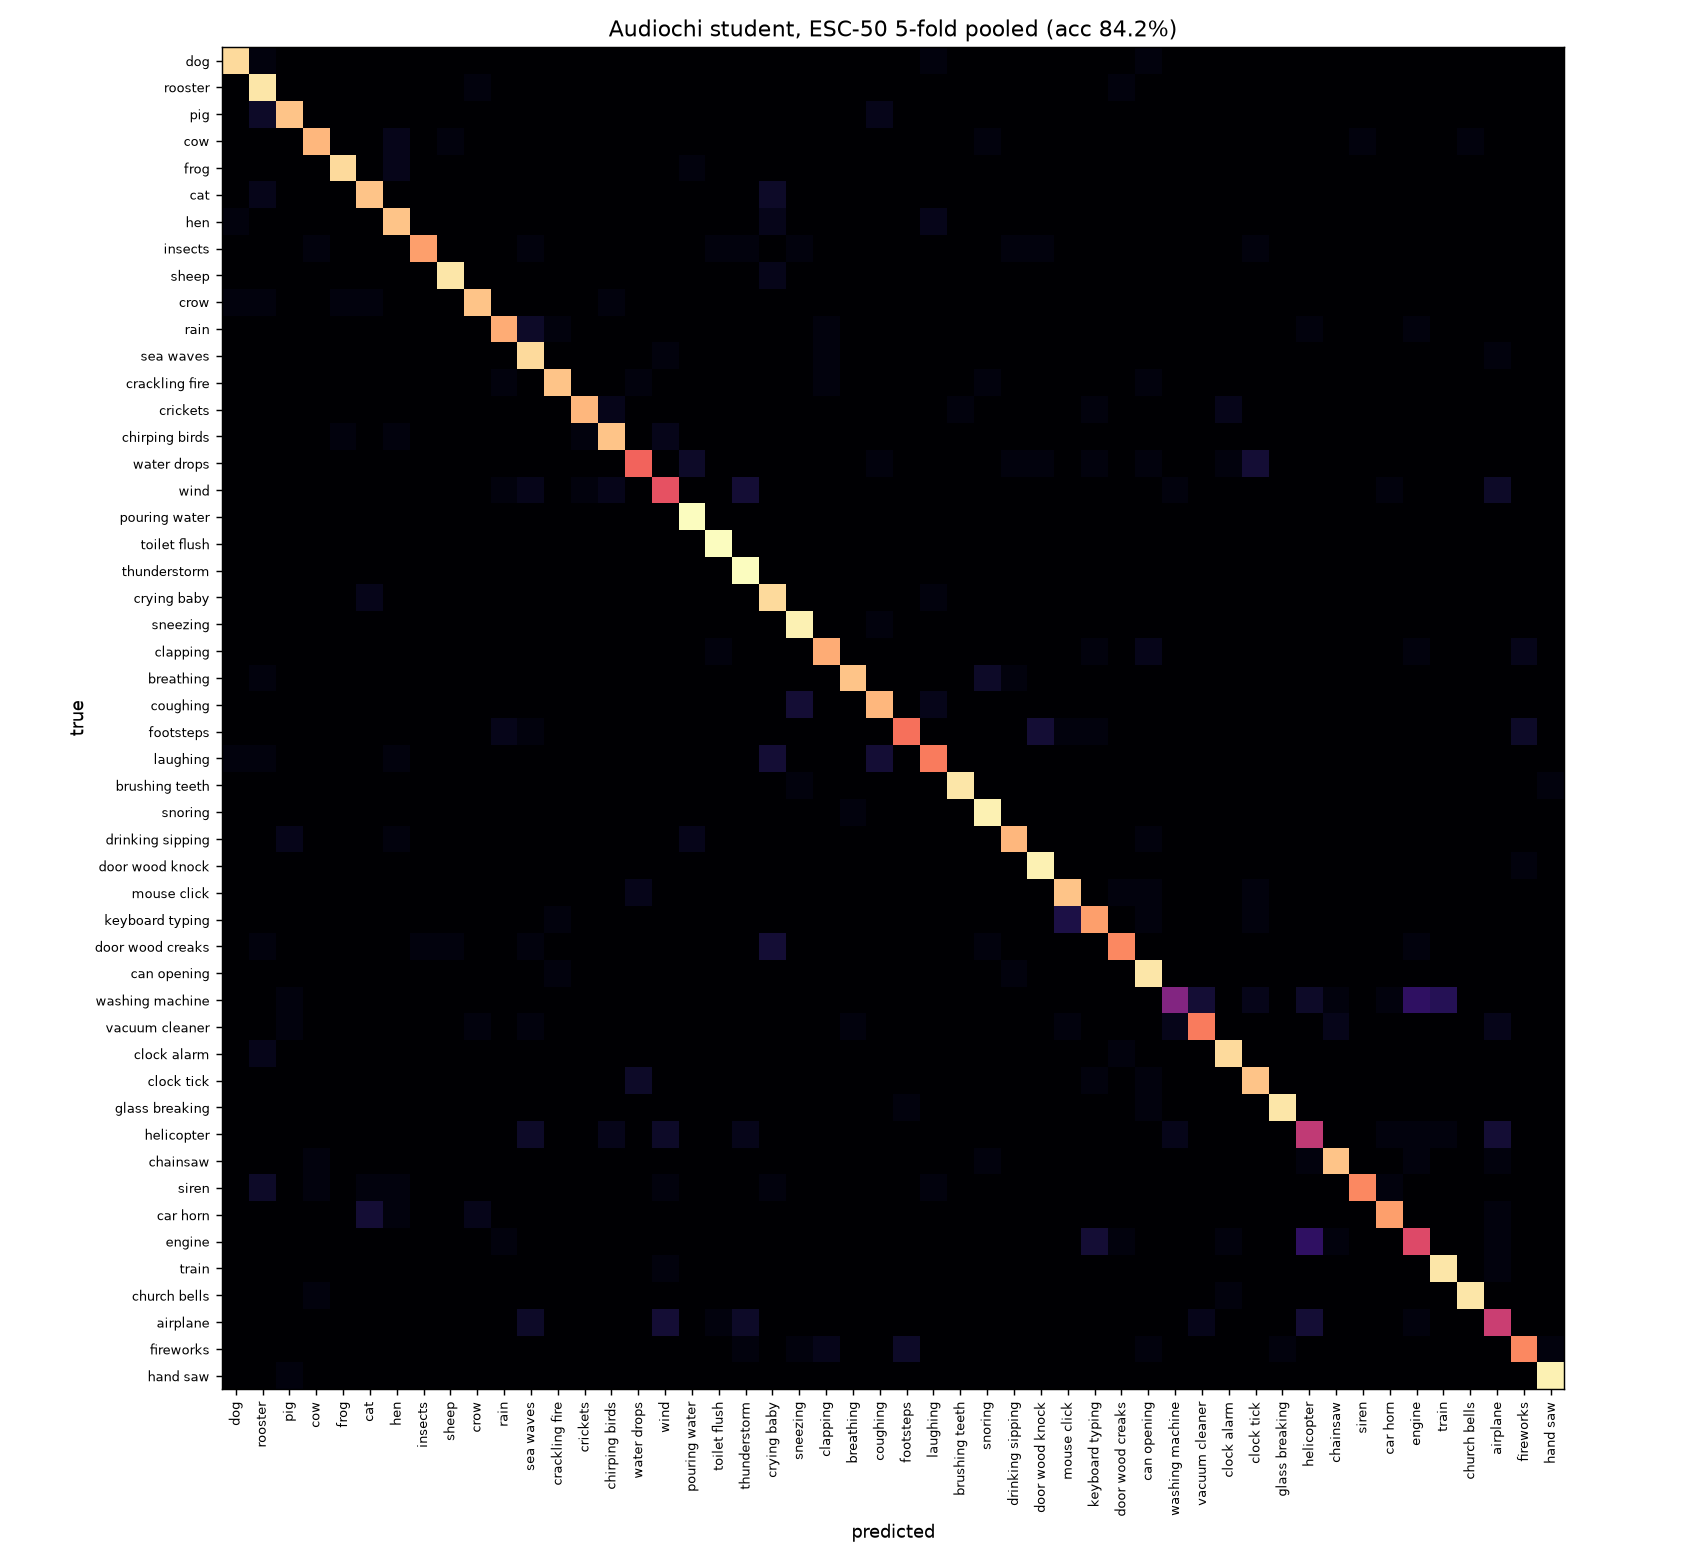 Audiochi student, ESC-50 5-fold pooled (acc 84.2%)
dog
rooster
pig
cow
frog
cat
hen
insects
sheep
crow
rain
sea waves
crackling fire
crickets
chirping birds
water drops
wind
pouring water
toilet flush
thunderstorm
crying baby
sneezing
clapping
breathing
coughing
footsteps
laughing
brushing teeth
snoring
drinking sipping
door wood knock
mouse click
keyboard typing
door wood creaks
can opening
washing machine
vacuum cleaner
clock alarm
clock tick
glass breaking
helicopter
chainsaw
siren
car horn
engine
train
church bells
airplane
fireworks
hand saw
true
dog
rooster
pig
cow
frog
cat
hen
insects
sheep
crow
rain
sea waves
crackling fire
crickets
chirping birds
water drops
wind
pouring water
toilet flush
thunderstorm
crying baby
sneezing
clapping
breathing
coughing
footsteps
laughing
brushing teeth
snoring
drinking sipping
door wood knock
mouse click
keyboard typing
door wood creaks
can opening
washing machine
vacuum cleaner
clock alarm
clock tick
glass breaking
helicopter
chainsaw
siren
car horn
engine
train
church bells
airplane
fireworks
hand saw
predicted